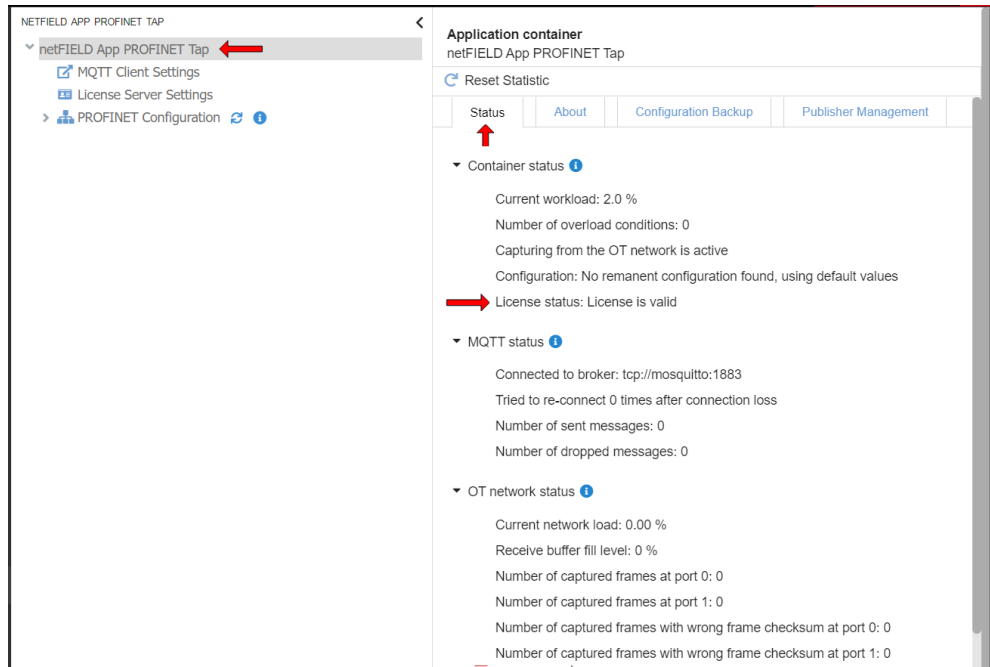 NETFIELD APP PROFINET TAP
netFIELD App PROFINET Tap
MQTT Client Settings
License Server Settings
PROFINET Configuration
Application container
netFIELD App PROFINET Tap
Reset Statistic
Status About Configuration Backup Publisher Management
Container status
Current workload: 2.0 %
Number of overload conditions: 0
Capturing from the OT network is active
Configuration: No remanent configuration found, using default values
License status: License is valid
MQTT status
Connected to broker: tcp://mosquitto:1883
Tried to re-connect 0 times after connection loss
Number of sent messages: 0
Number of dropped messages: 0
OT network status
Current network load: 0.00 %
Receive buffer fill level: 0 %
Number of captured frames at port 0: 0
Number of captured frames at port 1: 0
Number of captured frames with wrong frame checksum at port 0: 0
Number of captured frames with wrong frame checksum at port 1: 0